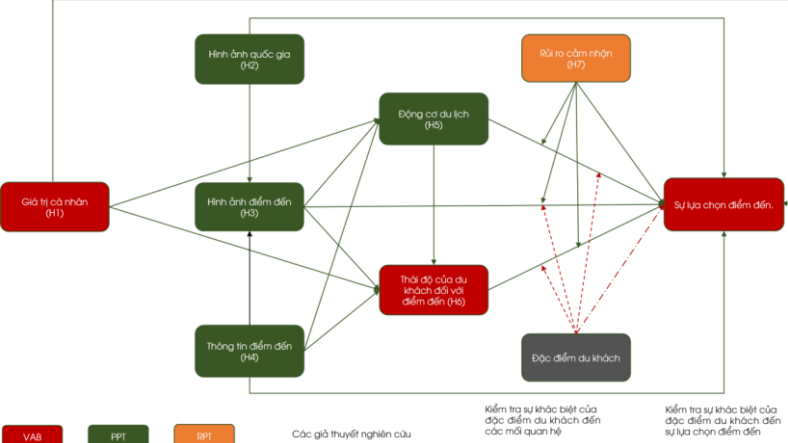 Hình ảnh quốc gia
(H2)
Rủi ro cảm nhận
(H7)
Động cơ du lịch
(H5)
Giá trị cá nhân
(H1)
Hình ảnh điểm đến
(H3)
Sự lựa chọn điểm đến.
Thái độ của du
khách đối với
điểm đến (H6)
Thông tin điểm đến
(H4)
Đặc điểm du khách
Kiểm tra sự khác biệt của
đặc điểm du khách đến
các mối quan hệ
Kiểm tra sự khác biệt của
đặc điểm du khách đến
sự lựa chọn điểm đến
VAB
PPT
RPT
Các giả thuyết nghiên cứu